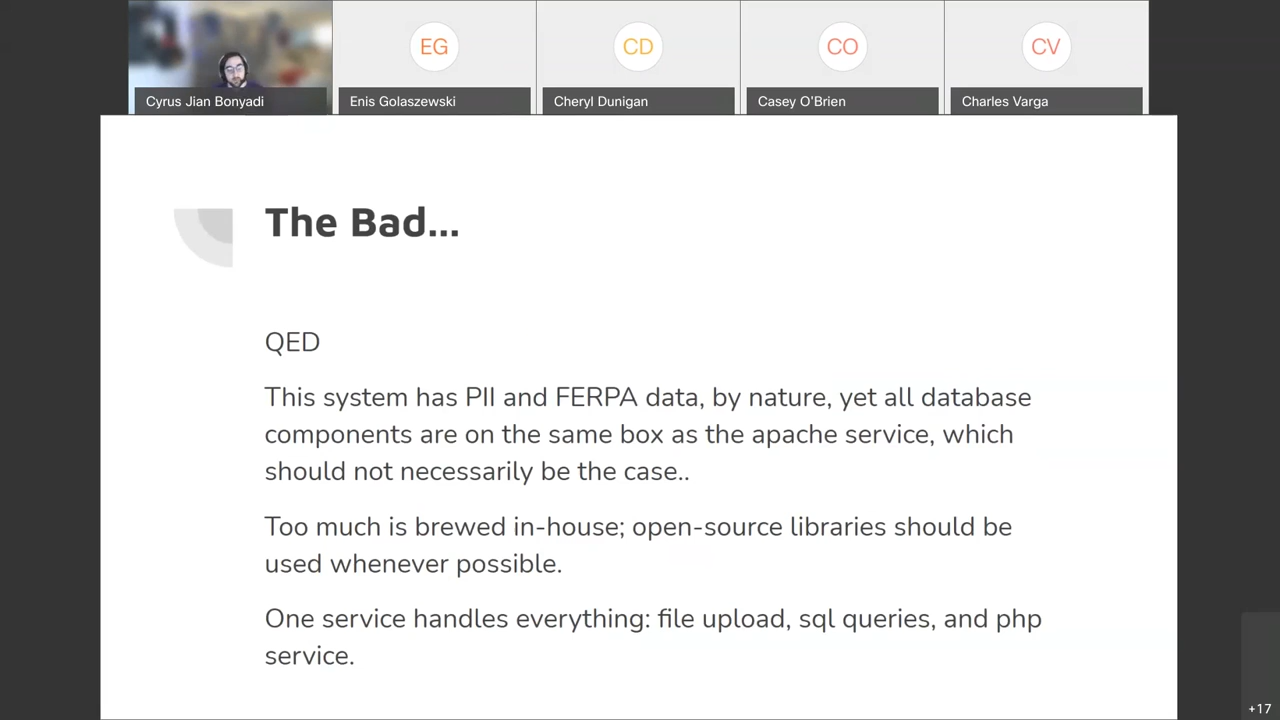 EG
CD
CO
CV
Cyrus Jian Bonyadi
Enis Golaszewski
Cheryl Dunigan
Casey O'Brien
Charles Varga
The Bad...
QED
This system has PII and FERPA data, by nature, yet all database
components are on the same box as the apache service, which
should not necessarily be the case..
Too much is brewed in-house; open-source libraries should be
used whenever possible.
One service handles everything: file upload, sql queries, and php
service.
+17